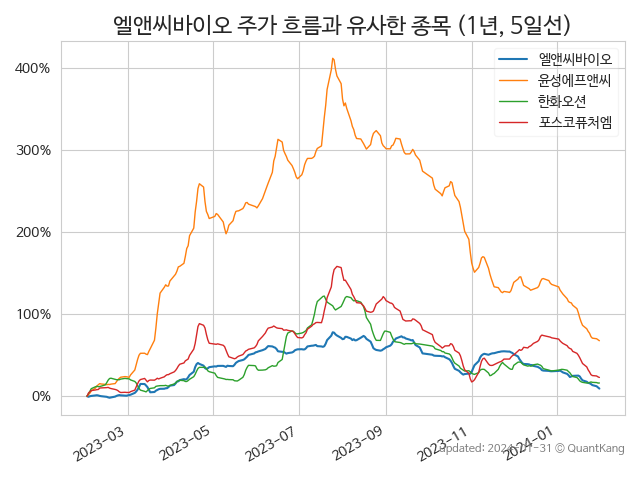 엘앤씨바이오 주가 흐름과 유사한 종목 (1년, 5일선)
엘앤씨바이오
윤성에프앤씨
한화오션
포스코퓨처엠
400%
300%
200%
100%
0%
2023-03
2023-05
2023-07
2023-09
2023-11
2024-01
updated: 2024-01-31 © QuantKang